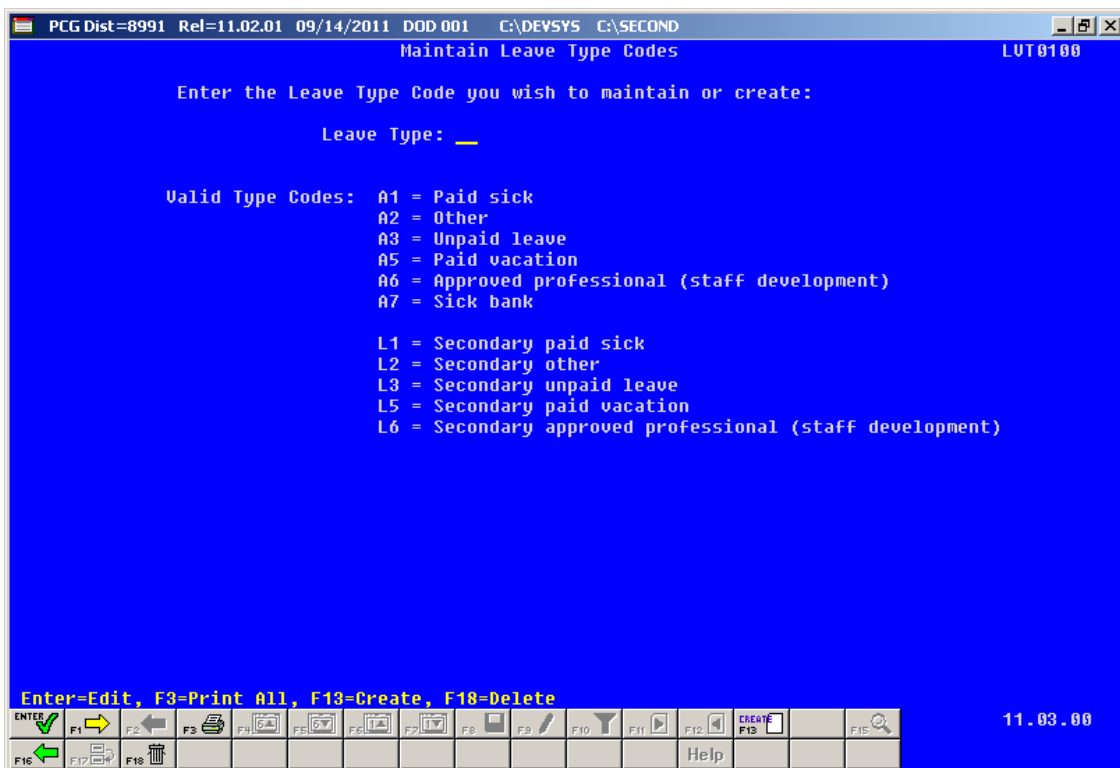 PCG Dist=8991 Rel=11.02.01 09/14/2011 DOD 001 C:\DEVSYS C:\SECOND
Maintain Leave Type Codes LVT0100
Enter the Leave Type Code you wish to maintain or create:
Leave Type: __
Valid Type Codes: A1 = Paid sick
A2 = Other
A3 = Unpaid leave
A5 = Paid vacation
A6 = Approved professional (staff development)
A7 = Sick bank
L1 = Secondary paid sick
L2 = Secondary other
L3 = Secondary unpaid leave
L5 = Secondary paid vacation
L6 = Secondary approved professional (staff development)
Enter=Edit, F3=Print All, F13=Create, F18=Delete
ENTER F1 F2 F3 F4 F5 F6 F7 F8 F9 F10 F11 F12 CREATE F13 F15 11.03.00
F16 F17 F18 Help